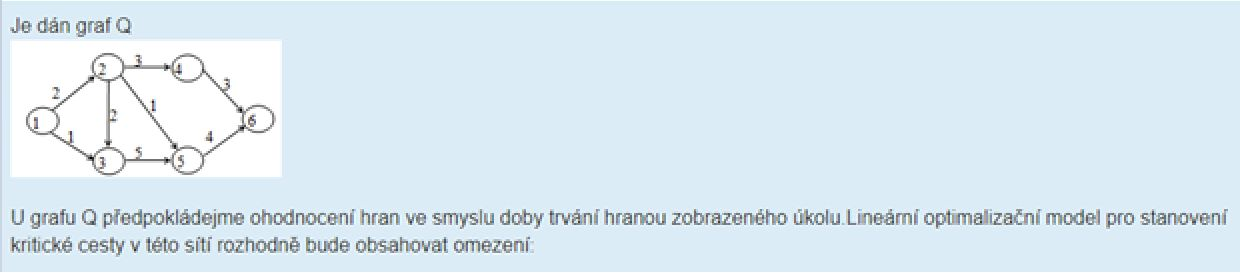 Je dán graf Q
2 3 4
2 3
1 2 1 6
1 4
3 5 5
U grafu Q předpokládejme ohodnocení hran ve smyslu doby trvání hranou zobrazeného úkolu.Lineární optimalizační model pro stanovení
kritické cesty v této sítí rozhodně bude obsahovat omezení: